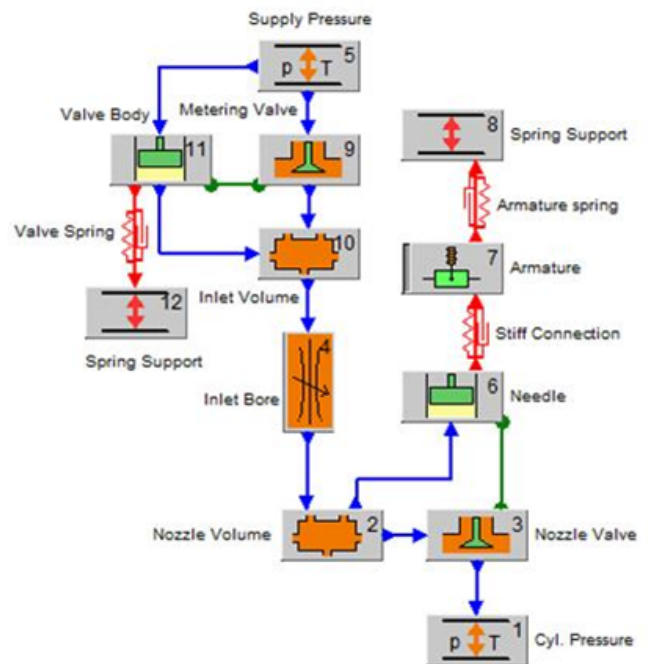 Supply Pressure
5
p T
Valve Body
Metering Valve
11
9
8
Spring Support
Valve Spring
Armature spring
10
7
Armature
Inlet Volume
12
Spring Support
Stiff Connection
4
Inlet Bore
6
Needle
Nozzle Volume
2
3
Nozzle Valve
1
p T
Cyl. Pressure